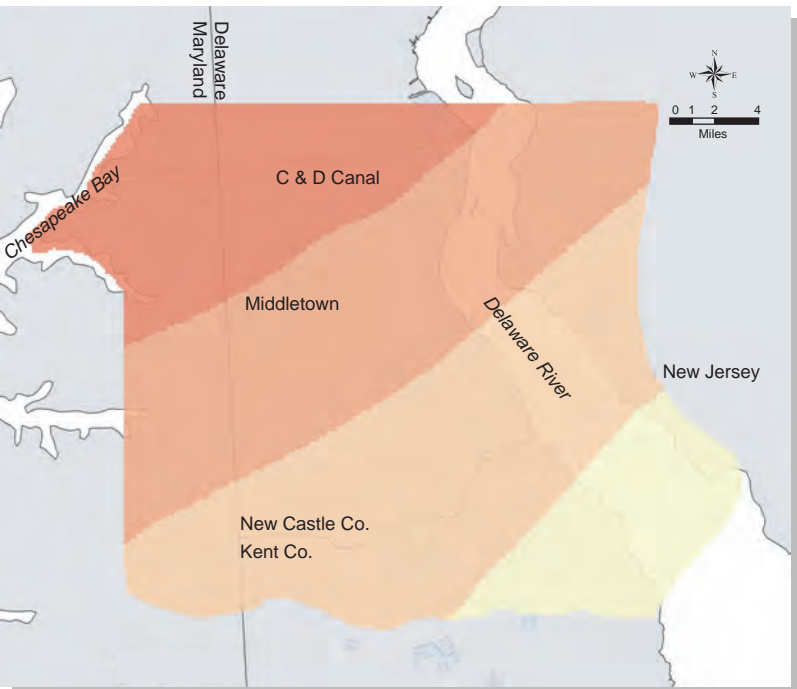 Delaware
Maryland
N
W E
S
0 1 2 4
Miles
C & D Canal
Chesapeake Bay
Middletown
Delaware River
New Jersey
New Castle Co.
Kent Co.